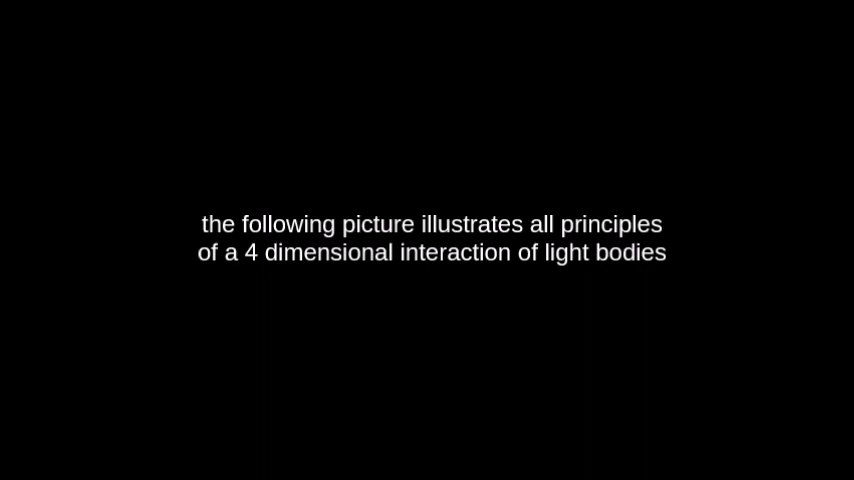 the following picture illustrates all principles
of a 4 dimensional interaction of light bodies